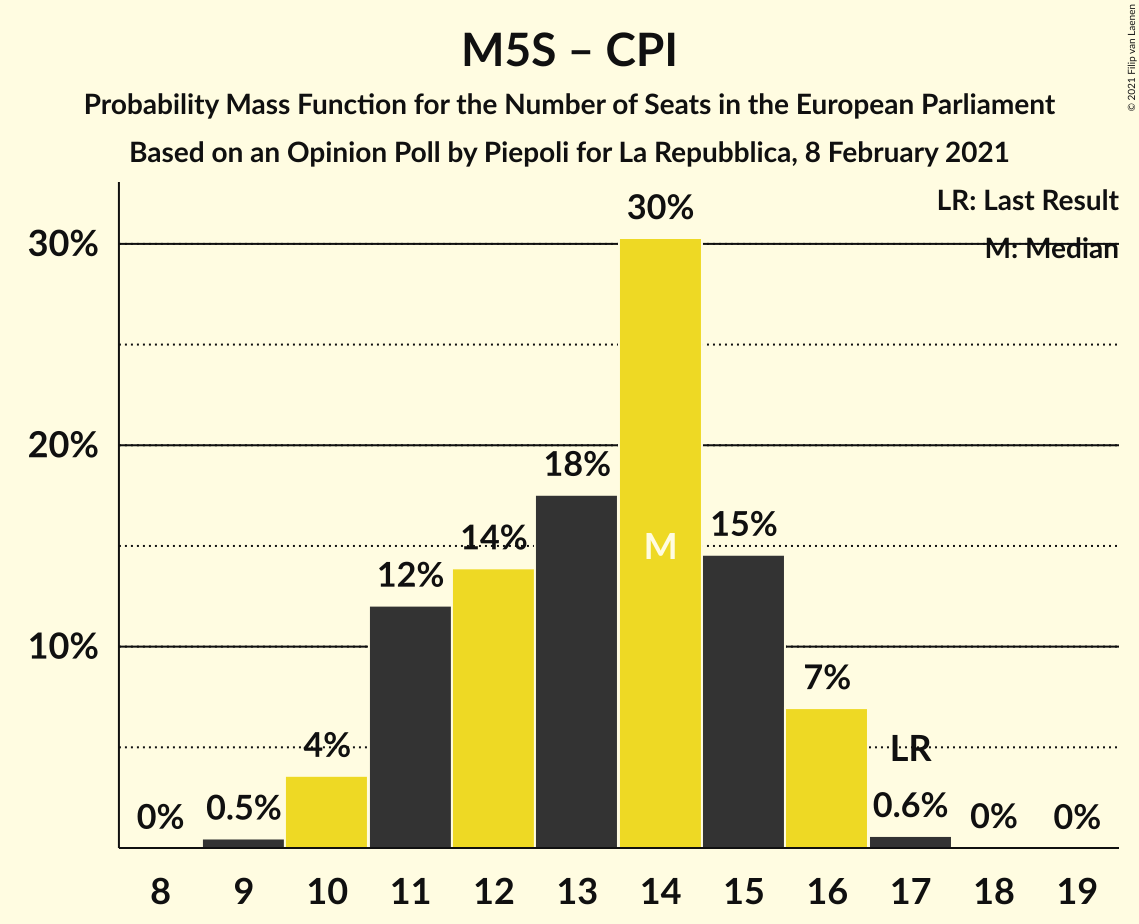 M5S – CPI
Probability Mass Function for the Number of Seats in the European Parliament
Based on an Opinion Poll by Piepoli for La Repubblica, 8 February 2021
© 2021 Filip van Laenen
LR: Last Result
M: Median
30%
20%
10%
0%
0.5%
4%
12%
14%
18%
30%
M
15%
7%
LR
0.6%
0%
0%
8 9 10 11 12 13 14 15 16 17 18 19